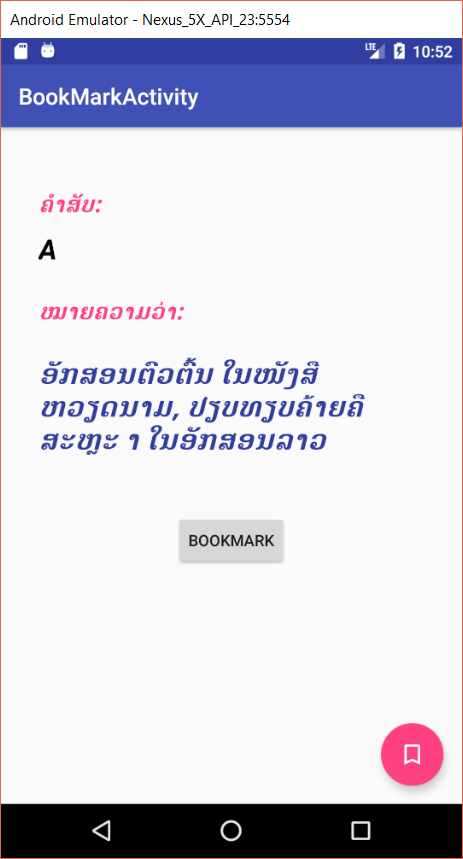 Android Emulator - Nexus_5X_API_23:5554
LTE 10:52
BookMarkActivity
ຄຳສັບ:
A
ໝາຍຄວາມວ່າ:
ອັກສອນຕົວຕົ້ນ ໃນໜັງສື
ຫວຽດນາມ, ປຽບທຽບຄ້າຍຄື
ສະຫຼະ າ ໃນອັກສອນລາວ
BOOKMARK